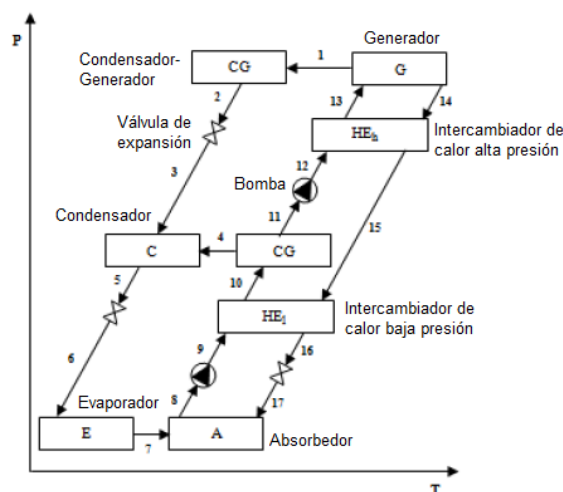 P
Generador
Condensador-
Generador
CG
1
G
2
13
14
Válvula de
expansión
HEh
Intercambiador de
calor alta presión
3
12
Bomba
Condensador
11
15
C
4
CG
5
10
HEl
Intercambiador de
calor baja presión
6
9
16
Evaporador
8
17
E
7
A
Absorbedor
T